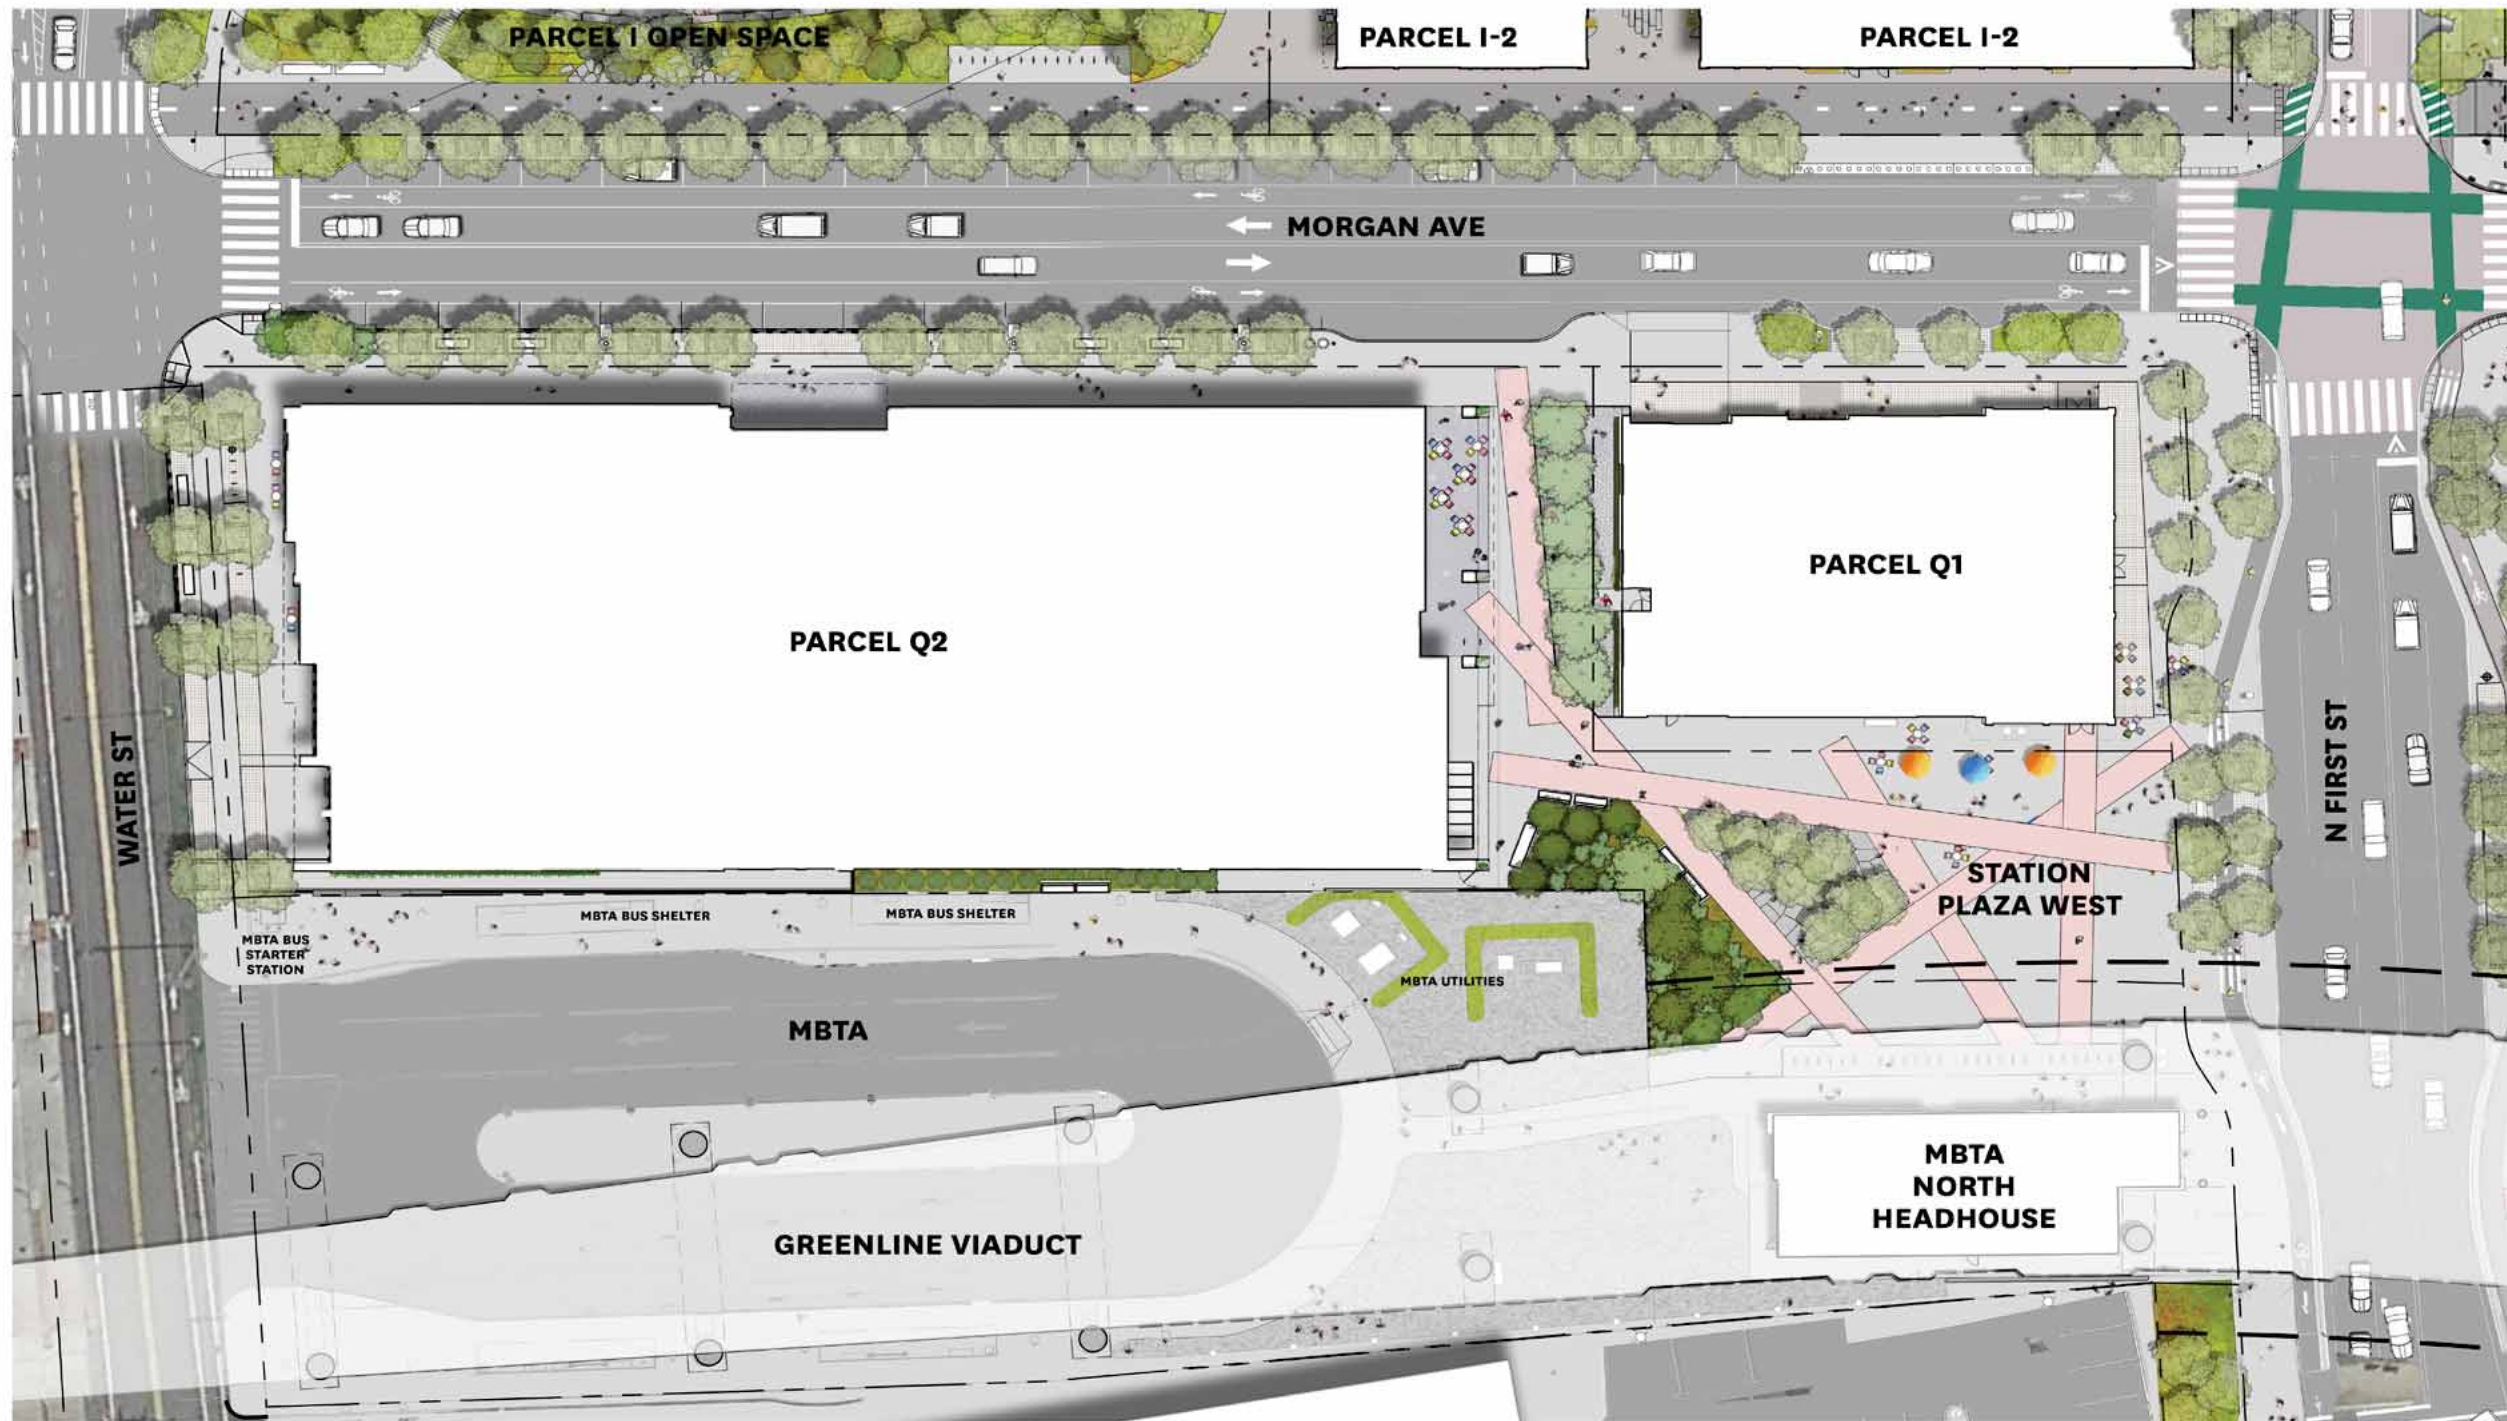 PARCEL I OPEN SPACE
PARCEL I-2
PARCEL I-2
MORGAN AVE
PARCEL Q1
PARCEL Q2
WATER ST
N FIRST ST
STATION
PLAZA WEST
MBTA BUS SHELTER
MBTA BUS SHELTER
MBTA BUS
STARTER
STATION
MBTA UTILITIES
MBTA
MBTA
NORTH
HEADHOUSE
GREENLINE VIADUCT